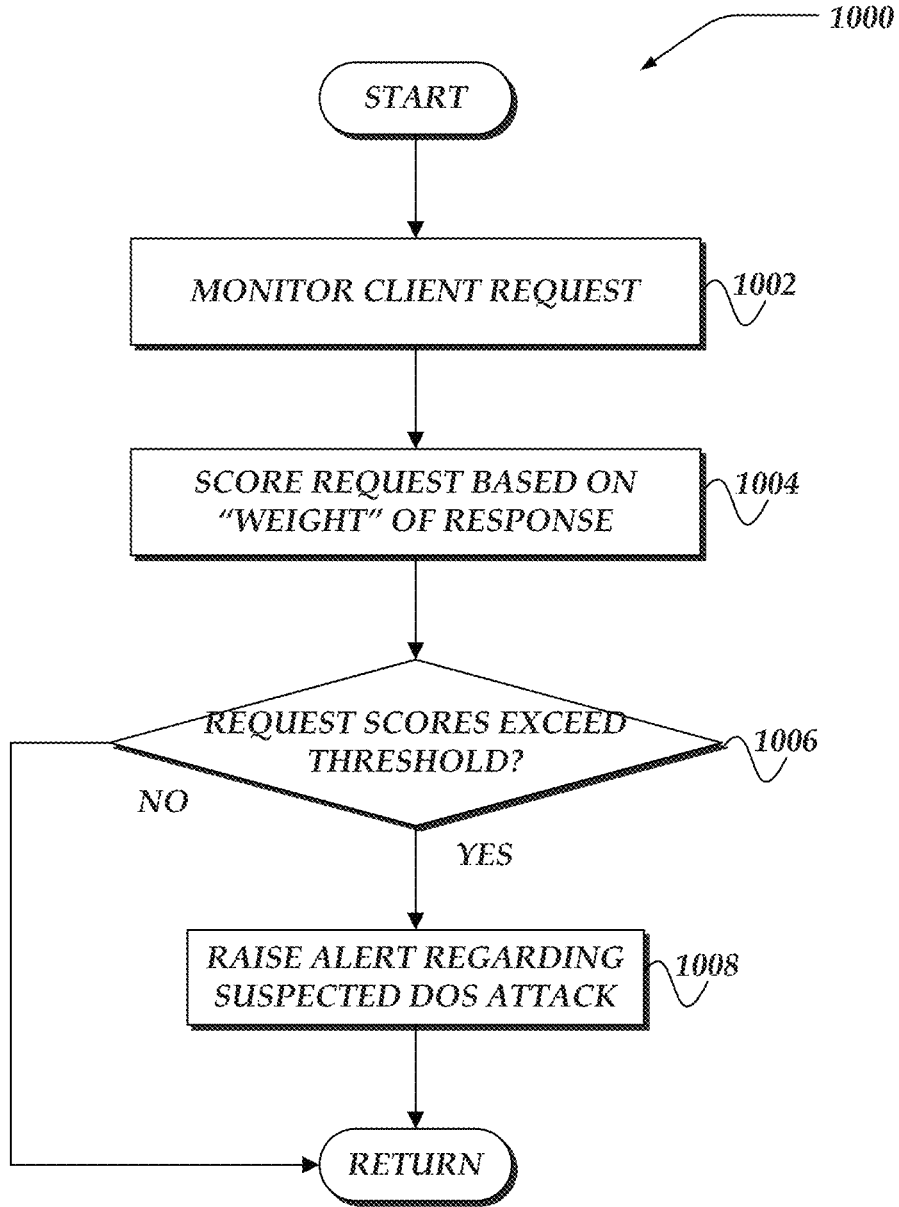 1000
START
MONITOR CLIENT REQUEST
1002
SCORE REQUEST BASED ON
“WEIGHT” OF RESPONSE
1004
REQUEST SCORES EXCEED
THRESHOLD?
1006
NO
YES
RAISE ALERT REGARDING
SUSPECTED DOS ATTACK
1008
RETURN